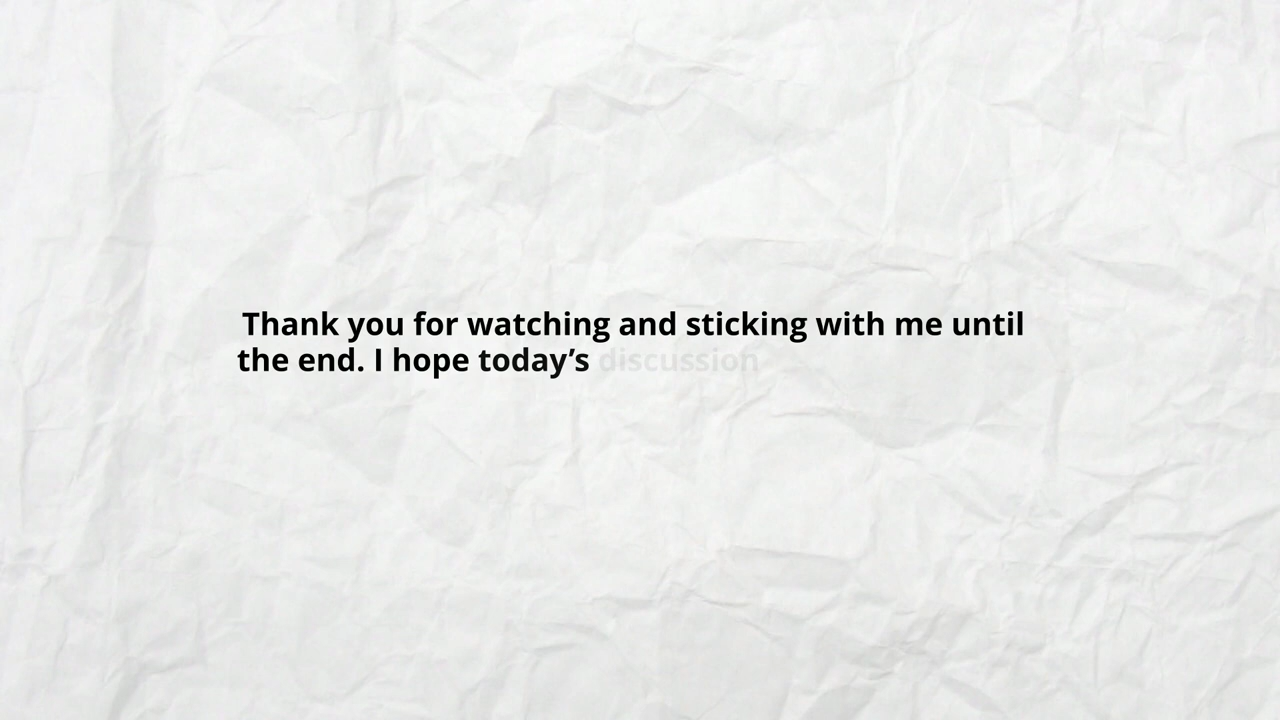 Thank you for watching and sticking with me until
the end. I hope today’s discussion